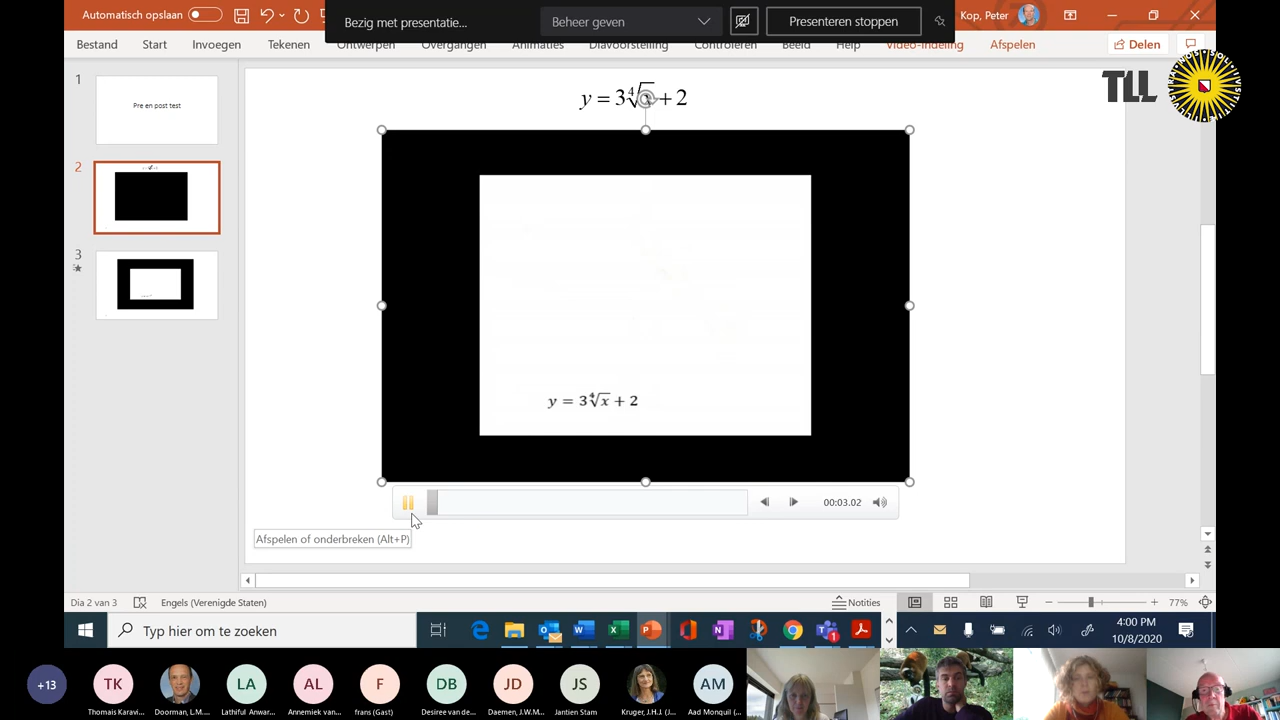 Automatisch opslaan
Bezig met presentatie...
Beheer geven
Presenteren stoppen
Kop, Peter
Bestand Start Invoegen Tekenen Ontwerpen Overgangen Animaties Diavoorstelling Controleren Beeld Help Video-indeling Afspelen Delen
TLL
1
Pre en post test
2
3
y = 3∜x + 2
y = 3∜x + 2
00:03.02
Afspelen of onderbreken (Alt+P)
Dia 2 van 3 Engels (Verenigde Staten) Notities 77%
Typ hier om te zoeken
4:00 PM
10/8/2020
+13 TK LA AL F DB JD JS AM
Thomais Karavi... Doorman, L.M... Lathiful Anwar... Annemiek van... frans (Gast) Desiree van de... Daemen, J.W.M... Jantien Stam Kruger, J.H.J. (J... Aad Monquil (...